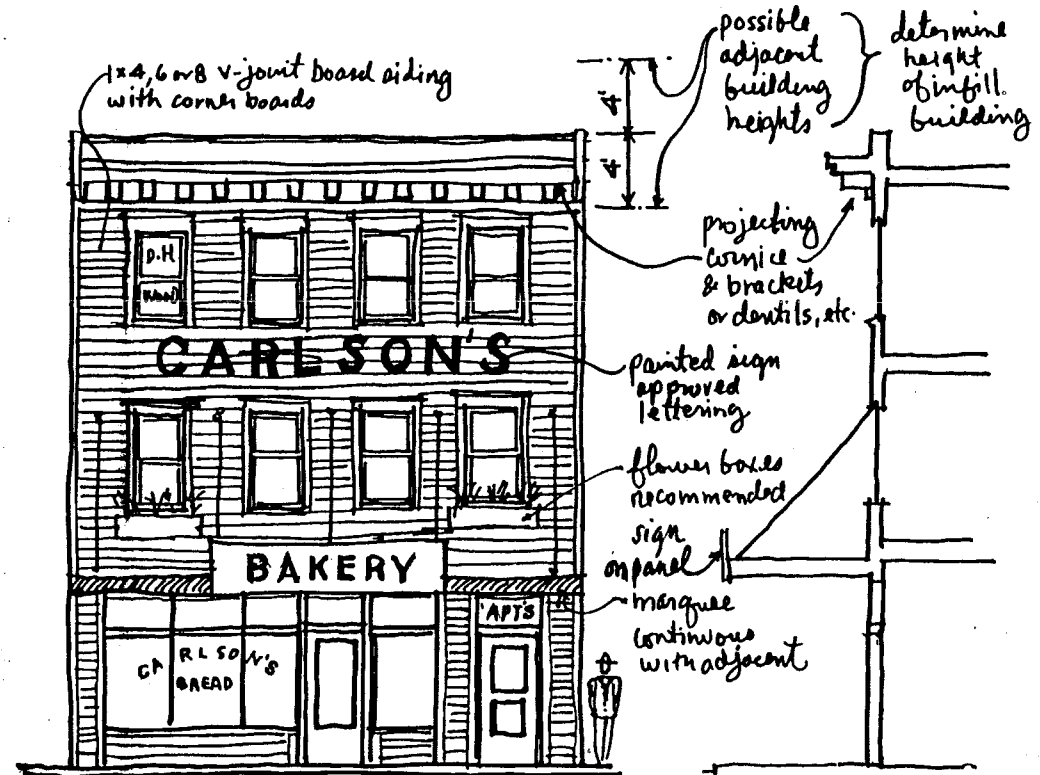 1x4, 6 or 8 V-joint board siding
with corner boards
4'
4'
possible
adjacent
building
heights
determine
height
of infill.
building
projecting
cornice
& brackets
or dentils, etc.
D.H
Wood
CARLSON'S
painted sign
approved
lettering
flower boxes
recommended
sign
on panel
BAKERY
marquee
continuous
with adjacent
APT'S
CARLSON'S
BREAD